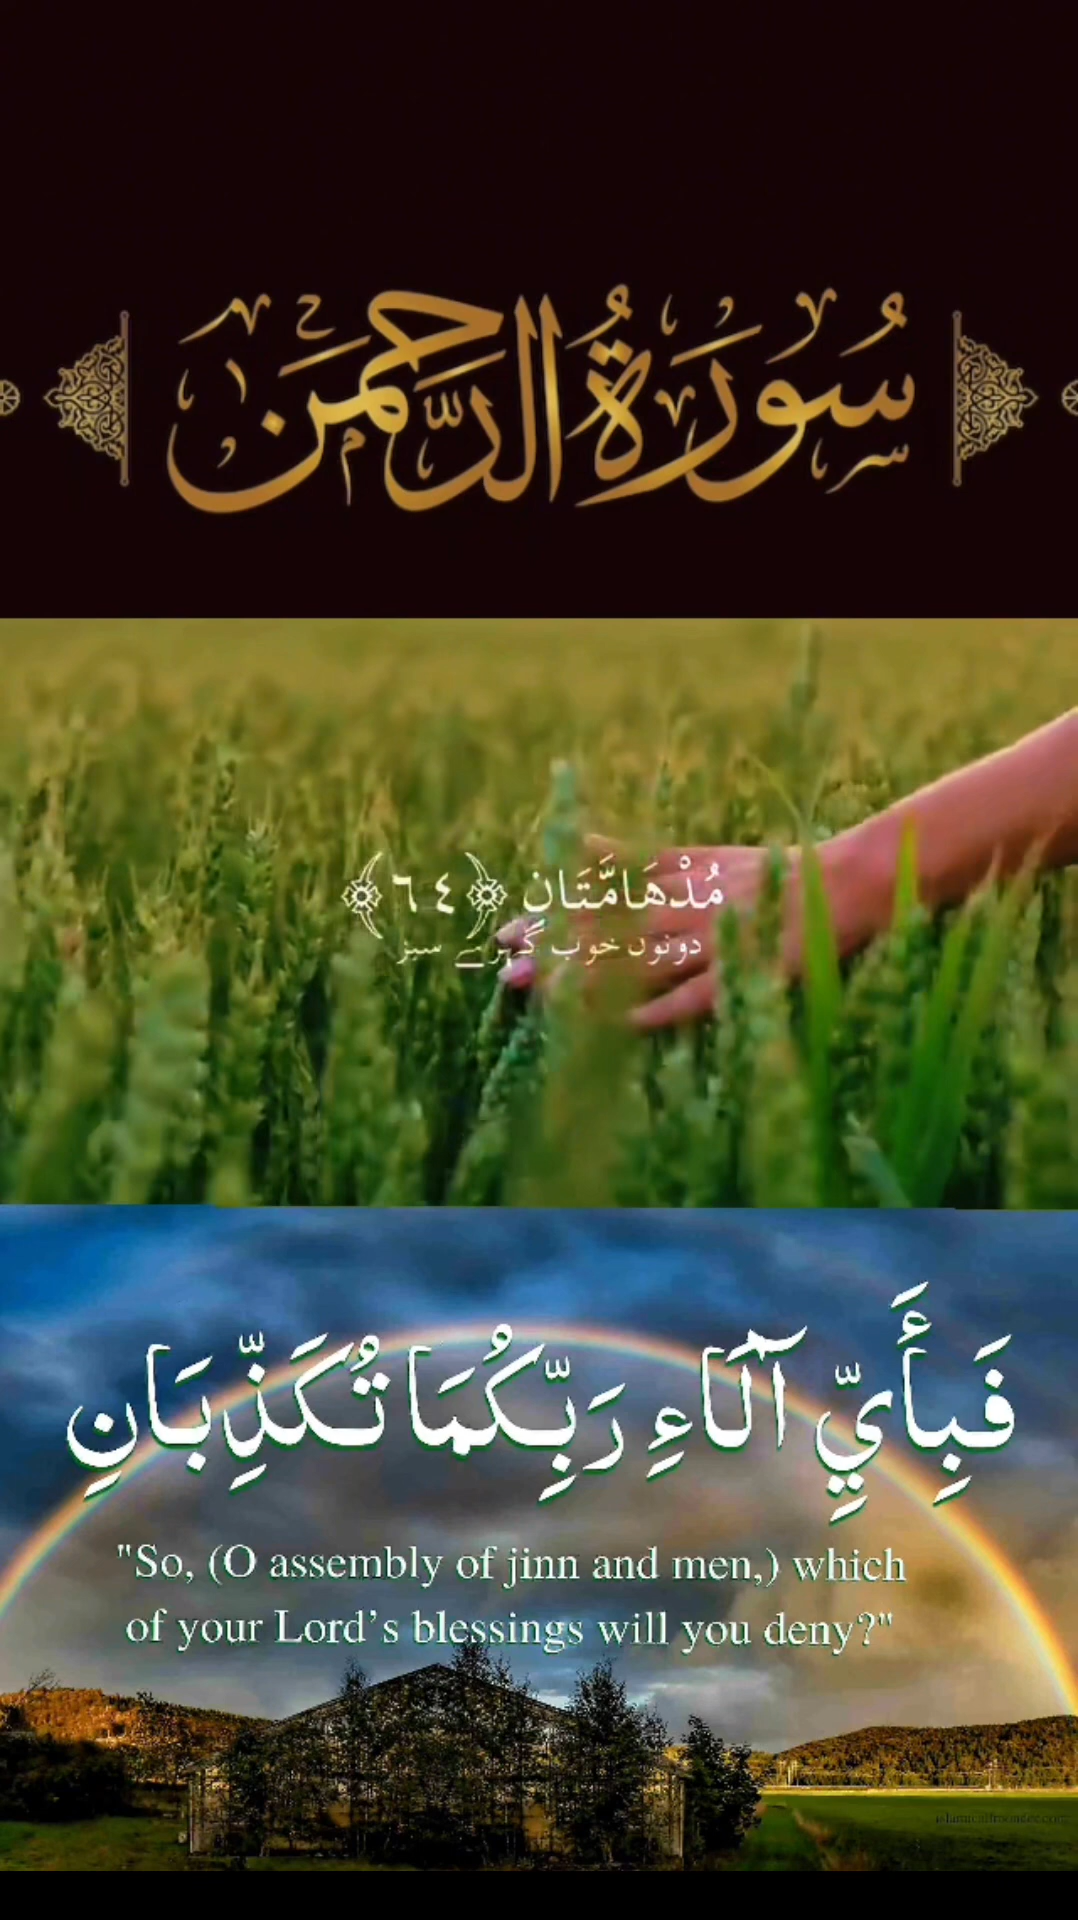 سُورَةُ الرَّحْمَن
مُدْهَامَّتَانِ ﴿٦٤﴾
دونوں خوب گہرے سبز
فَبِأَيِّ آلَاءِ رَبِّكُمَا تُكَذِّبَانِ
"So, (O assembly of jinn and men,) which
of your Lord’s blessings will you deny?"